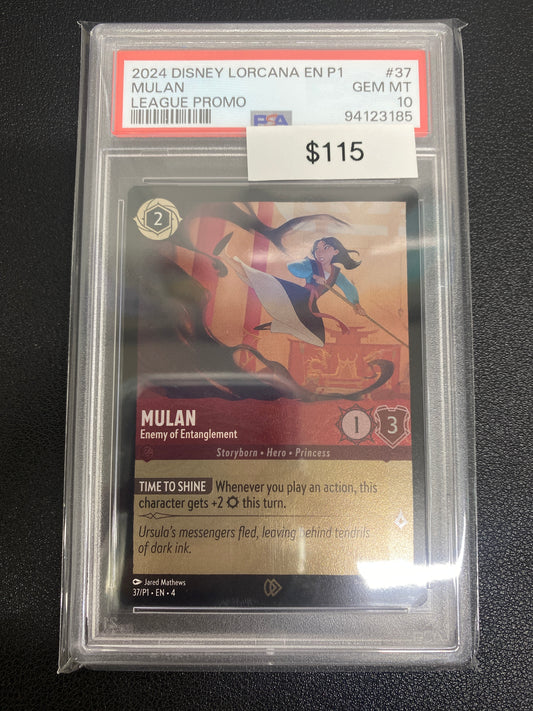 2024 DISNEY LORCANA EN P1 #37
MULAN GEM MT
LEAGUE PROMO 10
PSA 94123185
$115
2
MULAN
Enemy of Entanglement
1 3
Storyborn • Hero • Princess
TIME TO SHINE Whenever you play an action, this
character gets +2 this turn.
Ursula's messengers fled, leaving behind tendrils
of dark ink.
Jared Mathews
37/P1 • EN • 4